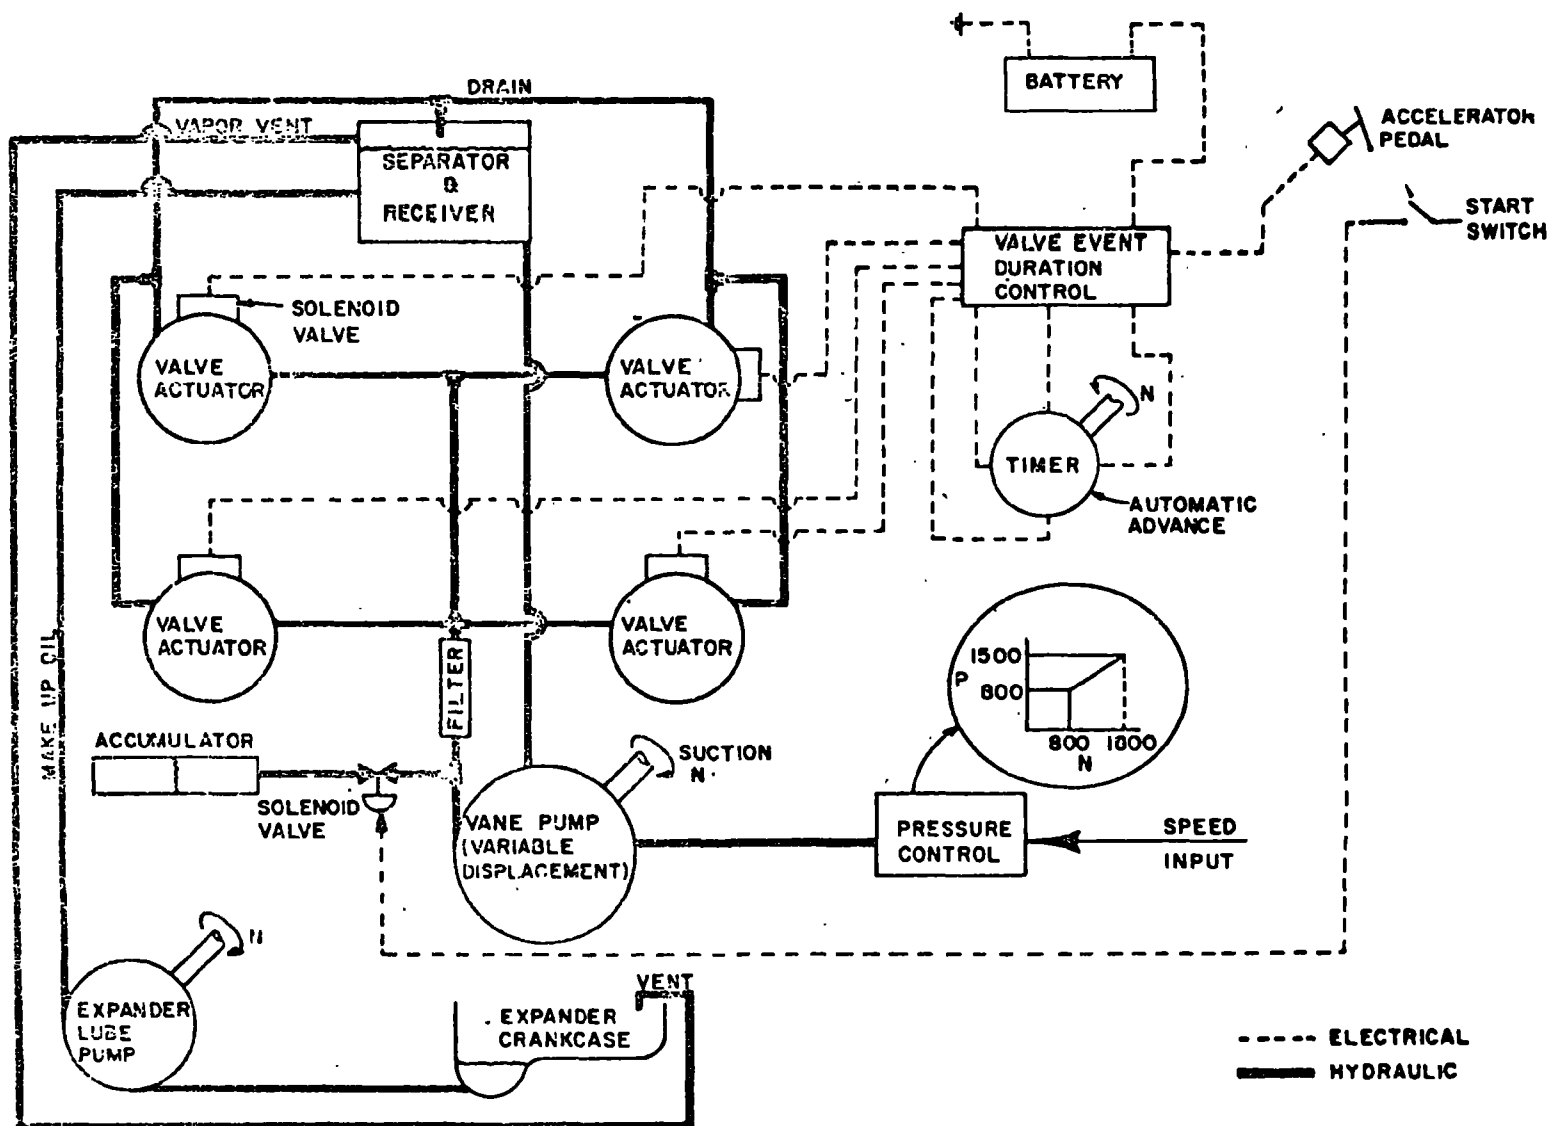 BATTERY
DRAIN
VAPOR VENT
SEPARATOR
&
RECEIVER
ACCELERATOR
PEDAL
START
SWITCH
VALVE EVENT
DURATION
CONTROL
SOLENOID
VALVE
VALVE
ACTUATOR
VALVE
ACTUATOR
N
TIMER
AUTOMATIC
ADVANCE
VALVE
ACTUATOR
VALVE
ACTUATOR
MAKE UP OIL
FILTER
1500
P
800
800
1800
N
ACCUMULATOR
SOLENOID
VALVE
SUCTION
N
VANE PUMP
(VARIABLE
DISPLACEMENT)
PRESSURE
CONTROL
SPEED
INPUT
N
EXPANDER
LUBE
PUMP
VENT
EXPANDER
CRANKCASE
ELECTRICAL
HYDRAULIC